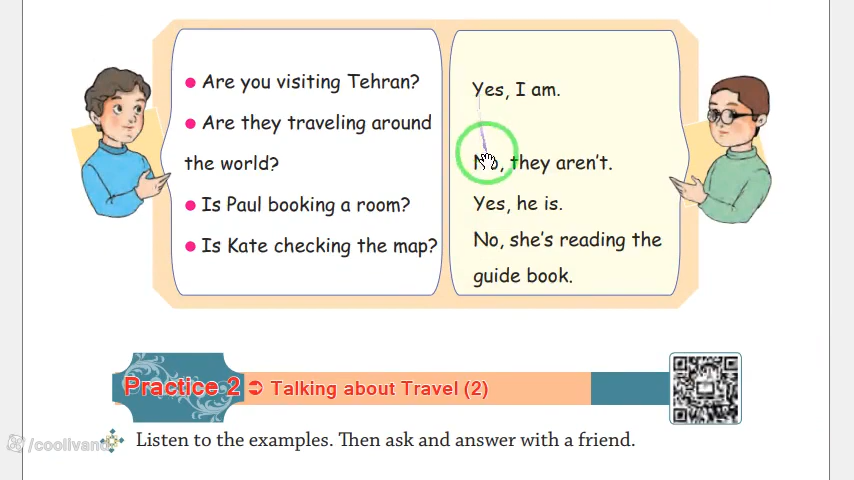 ● Are you visiting Tehran?
● Are they traveling around
the world?
● Is Paul booking a room?
● Is Kate checking the map?
Yes, I am.
No, they aren't.
Yes, he is.
No, she's reading the
guide book.
Practice 2 ➲ Talking about Travel (2)
/coolivand
Listen to the examples. Then ask and answer with a friend.